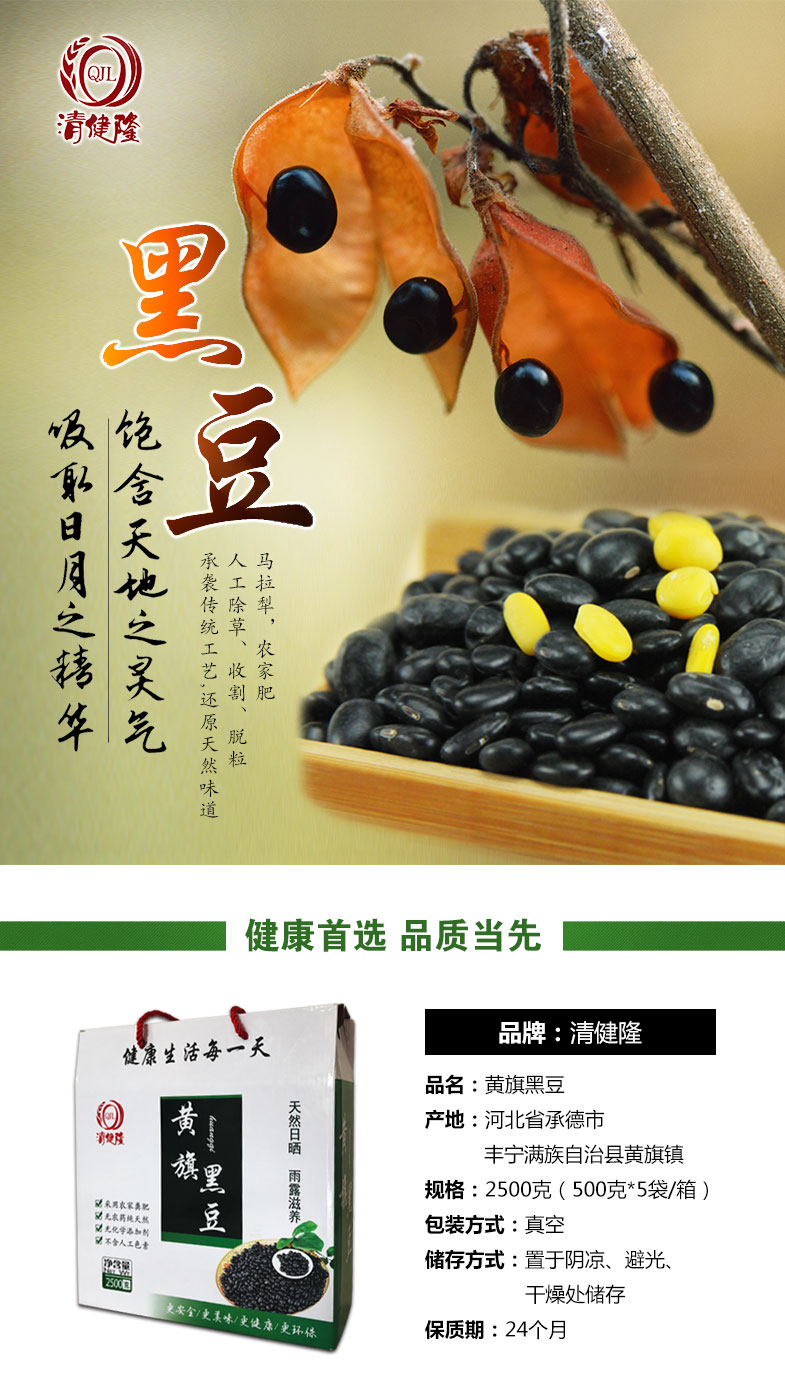 QJL
清健隆
黑豆
饱含天地之灵气
吸取日月之精华
马拉犁，农家肥
人工除草、收割、脱粒
承袭传统工艺,还原天然味道
健康首选 品质当先
健康生活每一天
QJL
清健隆
黄旗
黑豆
天然日晒 雨露滋养
采用农家粪肥
无农药纯天然
无化学添加剂
不含人工色素
净含量
2500克
更安全/更美味/更健康/更环保
品牌：清健隆
品名：黄旗黑豆
产地：河北省承德市
丰宁满族自治县黄旗镇
规格：2500克（500克*5袋/箱）
包装方式：真空
储存方式：置于阴凉、避光、
干燥处储存
保质期：24个月